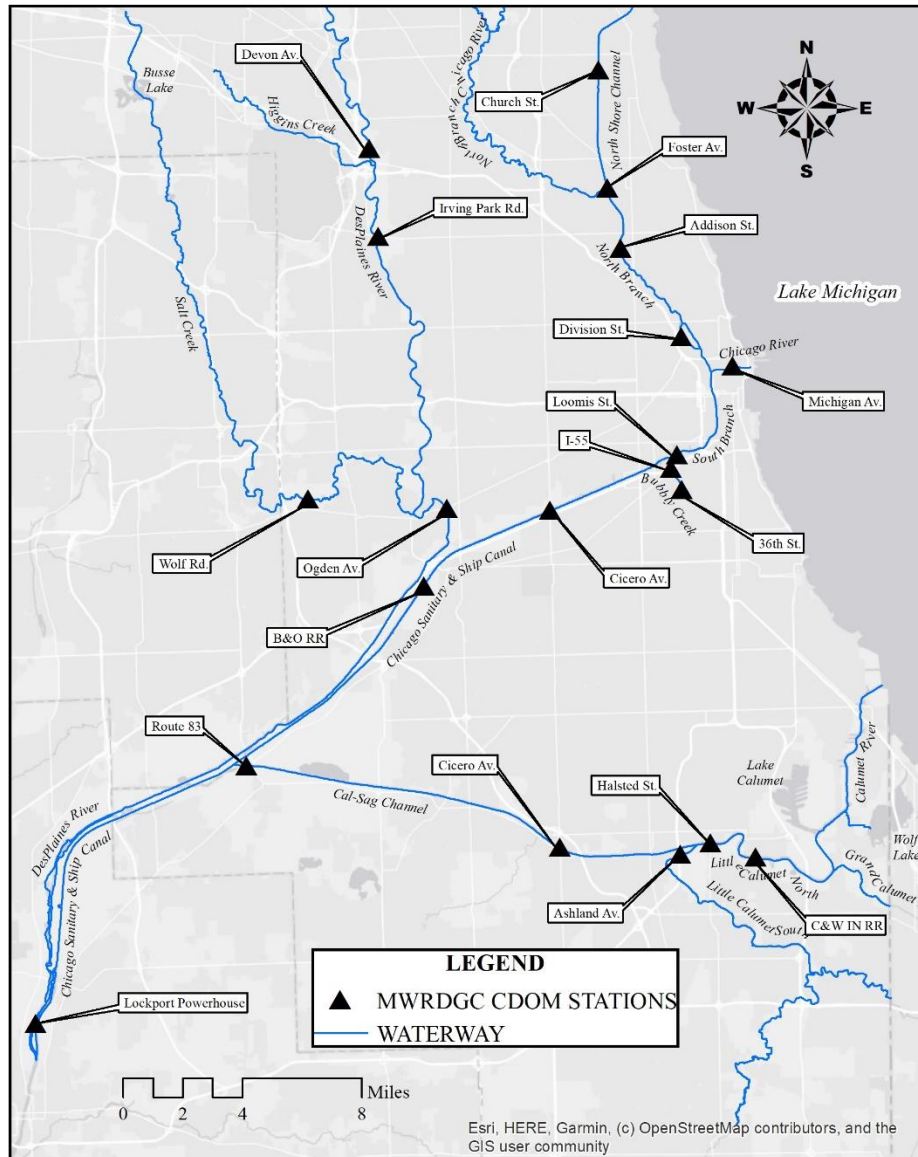 Devon Av.
Busse
Lake
Higgins Creek
North Branch Chicago River
Church St.
North Shore Channel
N
W
E
S
Foster Av.
Irving Park Rd.
DesPlaines River
Addison St.
North Branch
Lake Michigan
Salt Creek
Division St.
Chicago River
Michigan Av.
Loomis St.
I-55
South Branch
Bubbly Creek
36th St.
Wolf Rd.
Ogden Av.
Cicero Av.
B&O RR
Chicago Sanitary & Ship Canal
Route 83
Cicero Av.
Halsted St.
Lake
Calumet
Calumet River
Cal-Sag Channel
DesPlaines River
Chicago Sanitary & Ship Canal
Wolf
Lake
Grand Calumet
Little Calumet North
Ashland Av.
Little Calumet South
C&W IN RR
Lockport Powerhouse
LEGEND
MWRDGC CDOM STATIONS
WATERWAY
Miles
0 2 4 8
Esri, HERE, Garmin, (c) OpenStreetMap contributors, and the
GIS user community